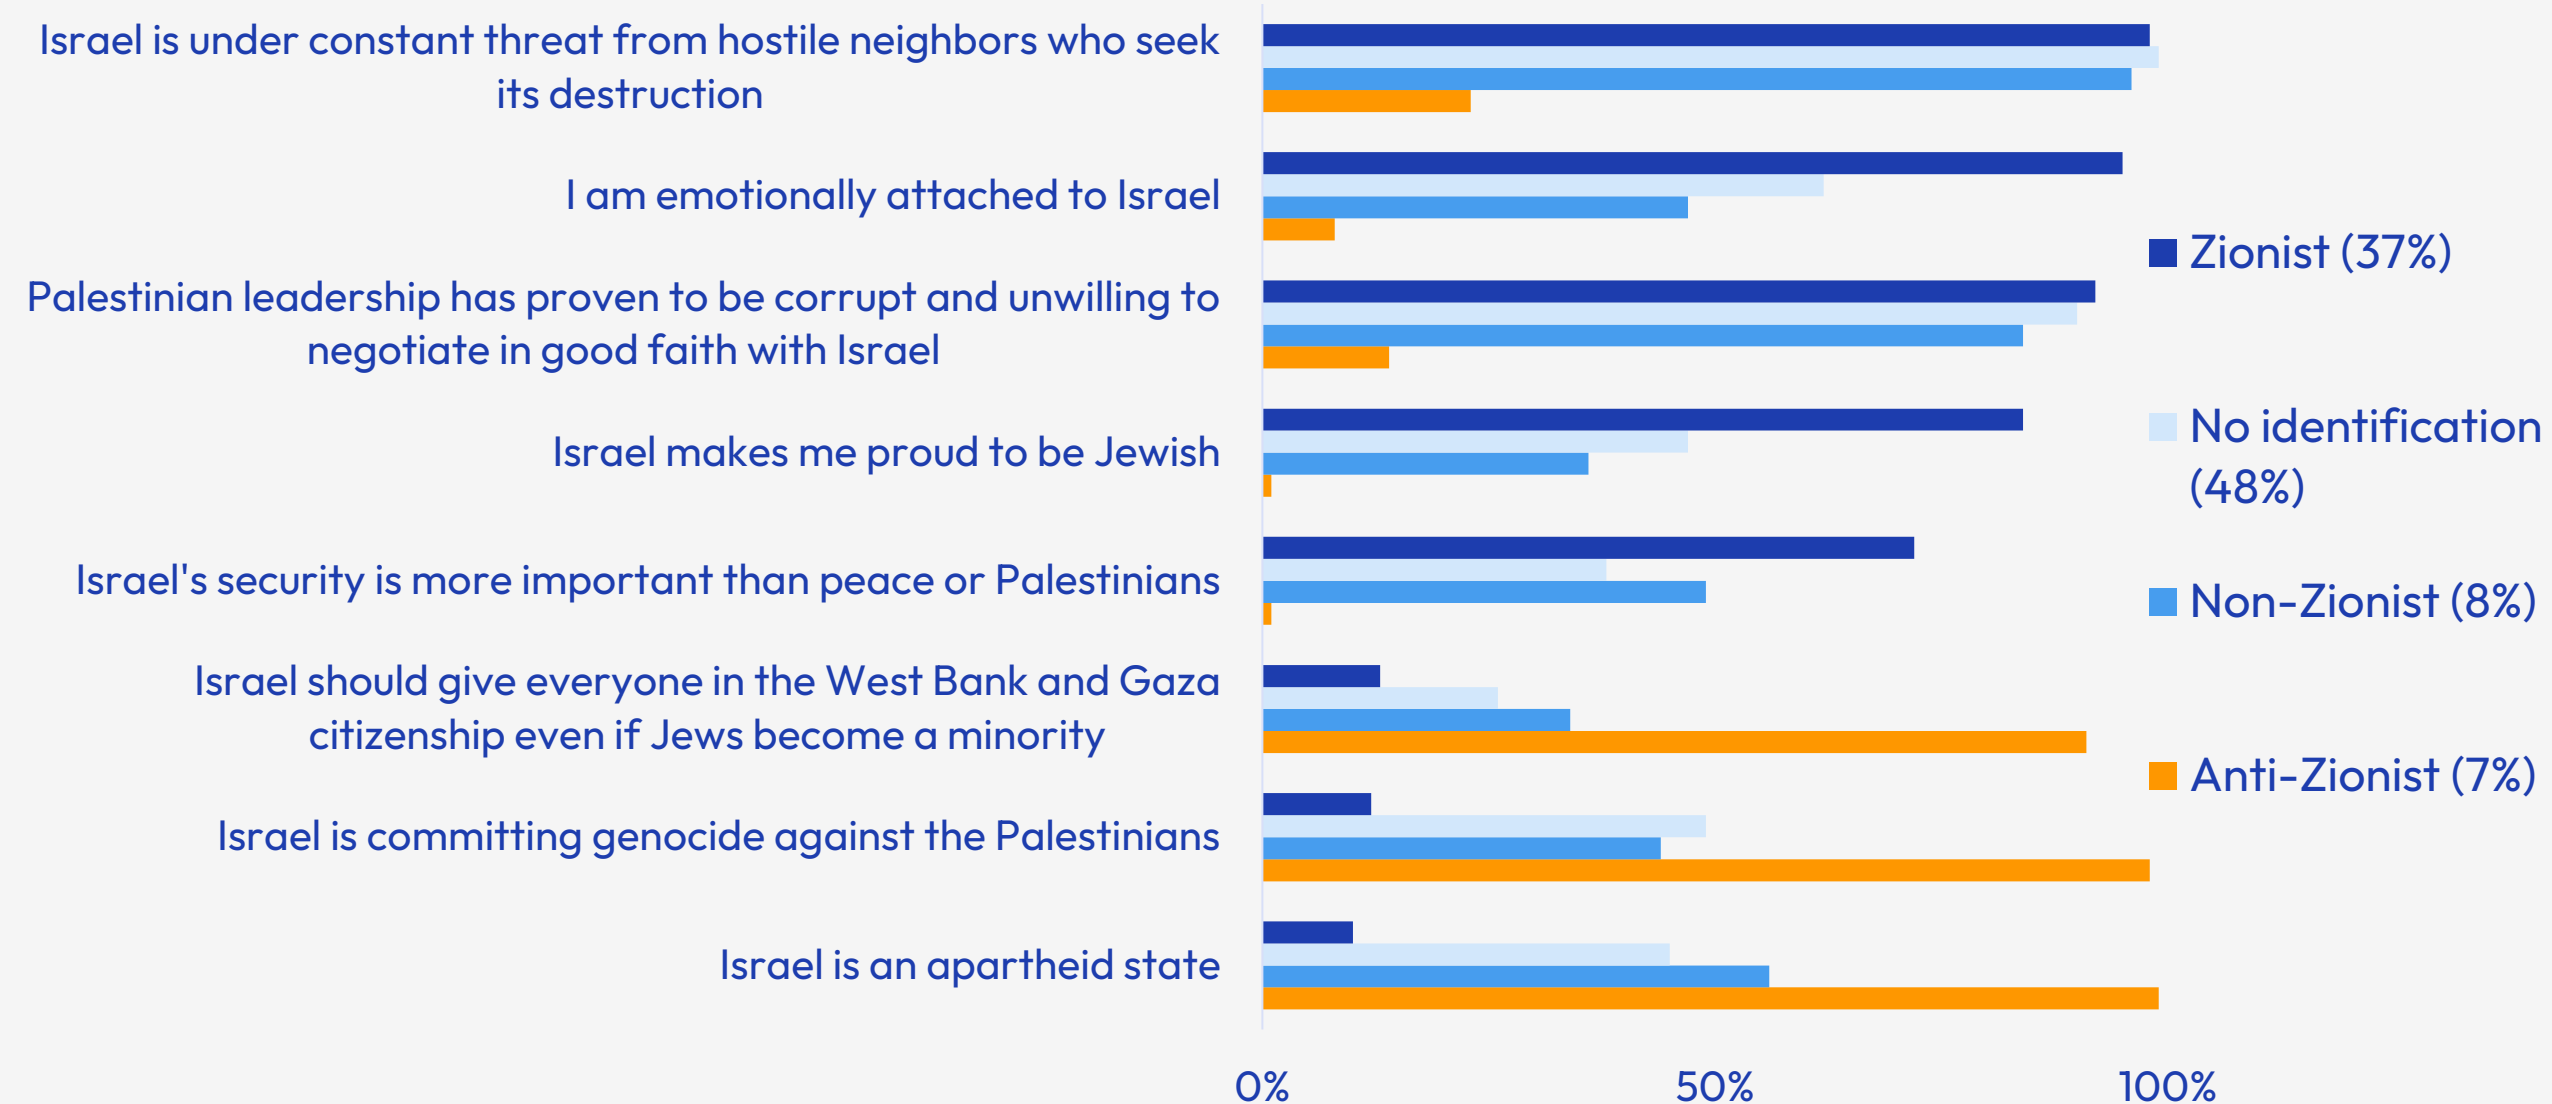 Israel is under constant threat from hostile neighbors who seek
its destruction
I am emotionally attached to Israel
Palestinian leadership has proven to be corrupt and unwilling to
negotiate in good faith with Israel
Israel makes me proud to be Jewish
Israel's security is more important than peace or Palestinians
Israel should give everyone in the West Bank and Gaza
citizenship even if Jews become a minority
Israel is committing genocide against the Palestinians
Israel is an apartheid state
0%
50%
100%
Zionist (37%)
No identification
(48%)
Non-Zionist (8%)
Anti-Zionist (7%)